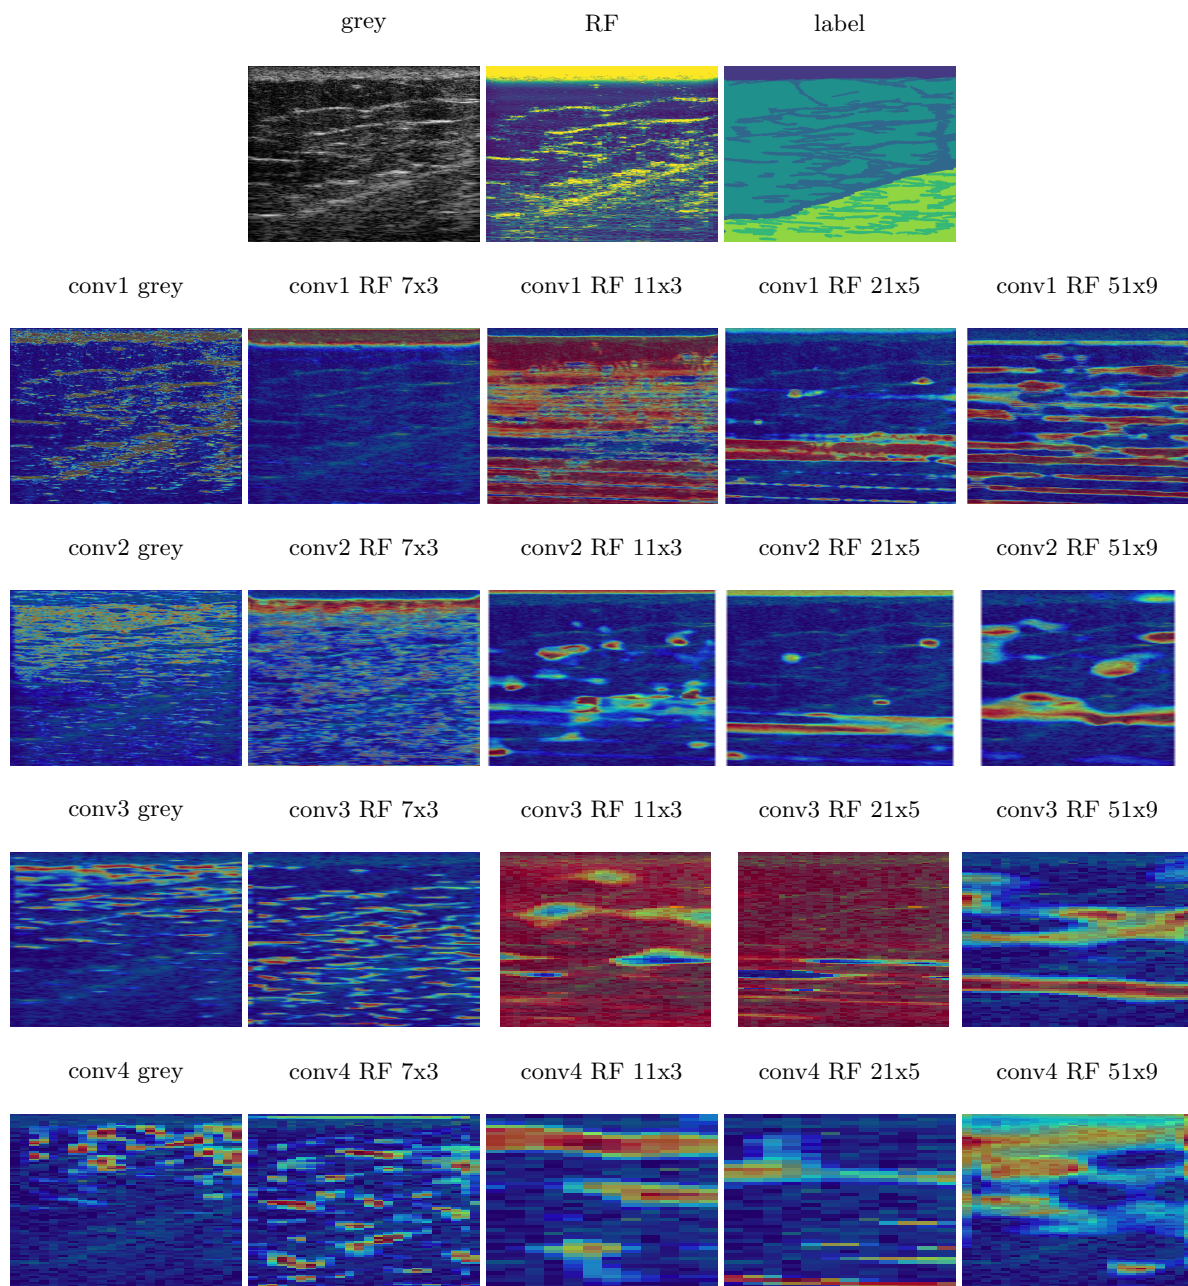 grey RF label
conv1 grey conv1 RF 7x3 conv1 RF 11x3 conv1 RF 21x5 conv1 RF 51x9
conv2 grey conv2 RF 7x3 conv2 RF 11x3 conv2 RF 21x5 conv2 RF 51x9
conv3 grey conv3 RF 7x3 conv3 RF 11x3 conv3 RF 21x5 conv3 RF 51x9
conv4 grey conv4 RF 7x3 conv4 RF 11x3 conv4 RF 21x5 conv4 RF 51x9